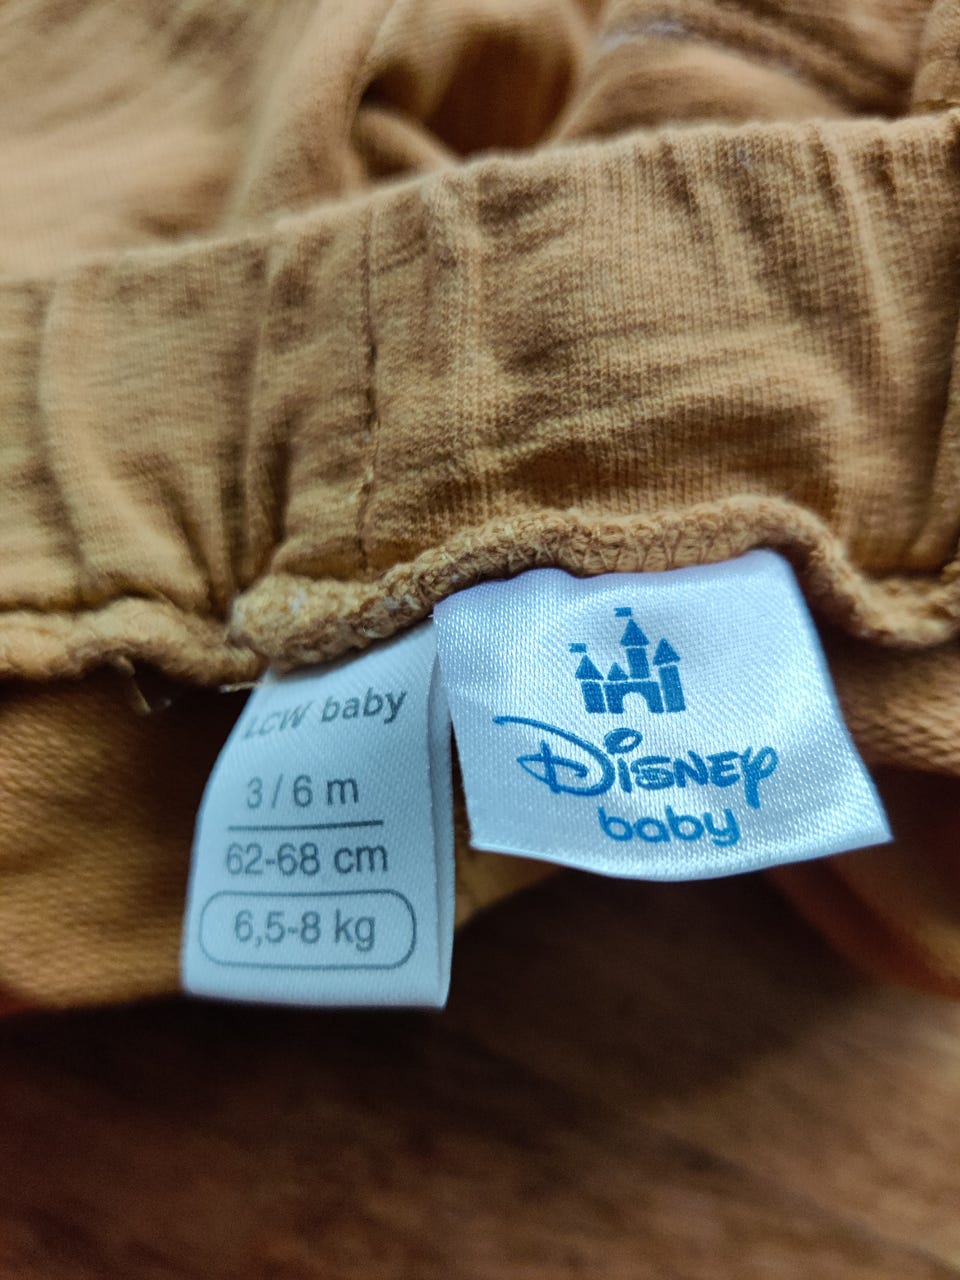 LCW baby
3 / 6 m
62-68 cm
6,5-8 kg
Disney
baby